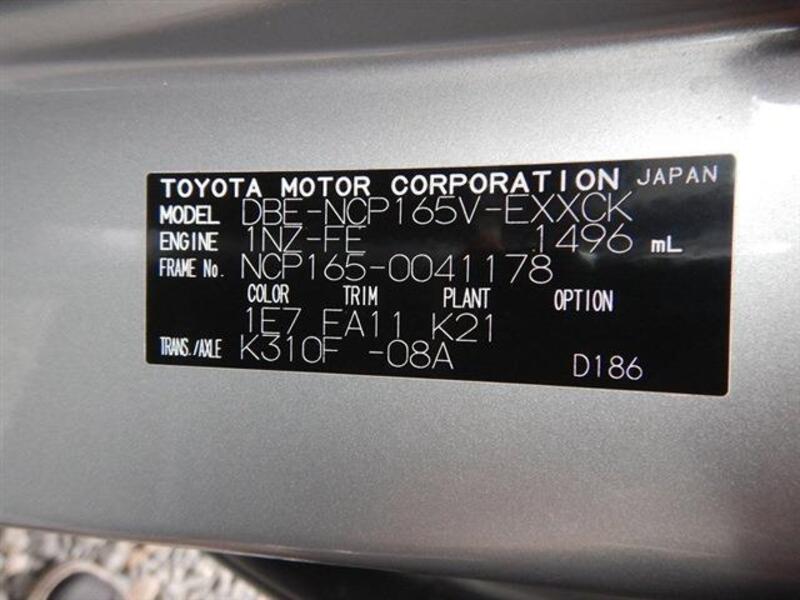 TOYOTA MOTOR CORPORATION JAPAN
MODEL DBE-NCP165V-EXXCK
ENGINE 1NZ-FE 1496 mL
FRAME No. NCP165-0041178
COLOR TRIM PLANT OPTION
1E7 FA11 K21
TRANS./AXLE K310F -08A
D186